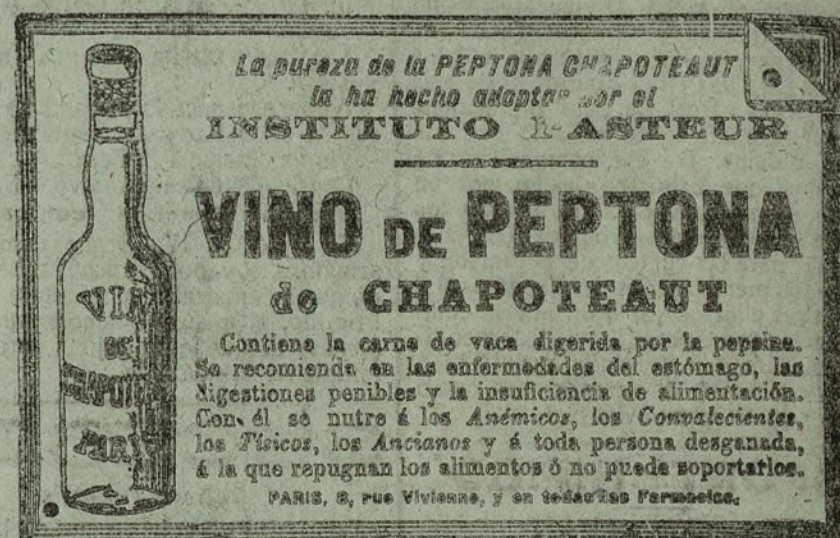 La pureza de la PEPTONA CHAPOTEAUT
la ha hecho adoptar por el
INSTITUTO PASTEUR
VINO DE PEPTONA
de CHAPOTEAUT
VIN
DE
CHAPOTEAUT
PARIS
Contiene la carne de vaca digerida por la pepsina.
Se recomienda en las enfermedades del estómago, las
digestiones penibles y la insuficiencia de alimentación.
Con él se nutre á los Anémicos, los Convalecientes,
los Tísicos, los Ancianos y á toda persona desganada,
á la que repugnan los alimentos ó no puede soportarlos.
PARIS, 8, rue Vivienne, y en todas las Farmacias.